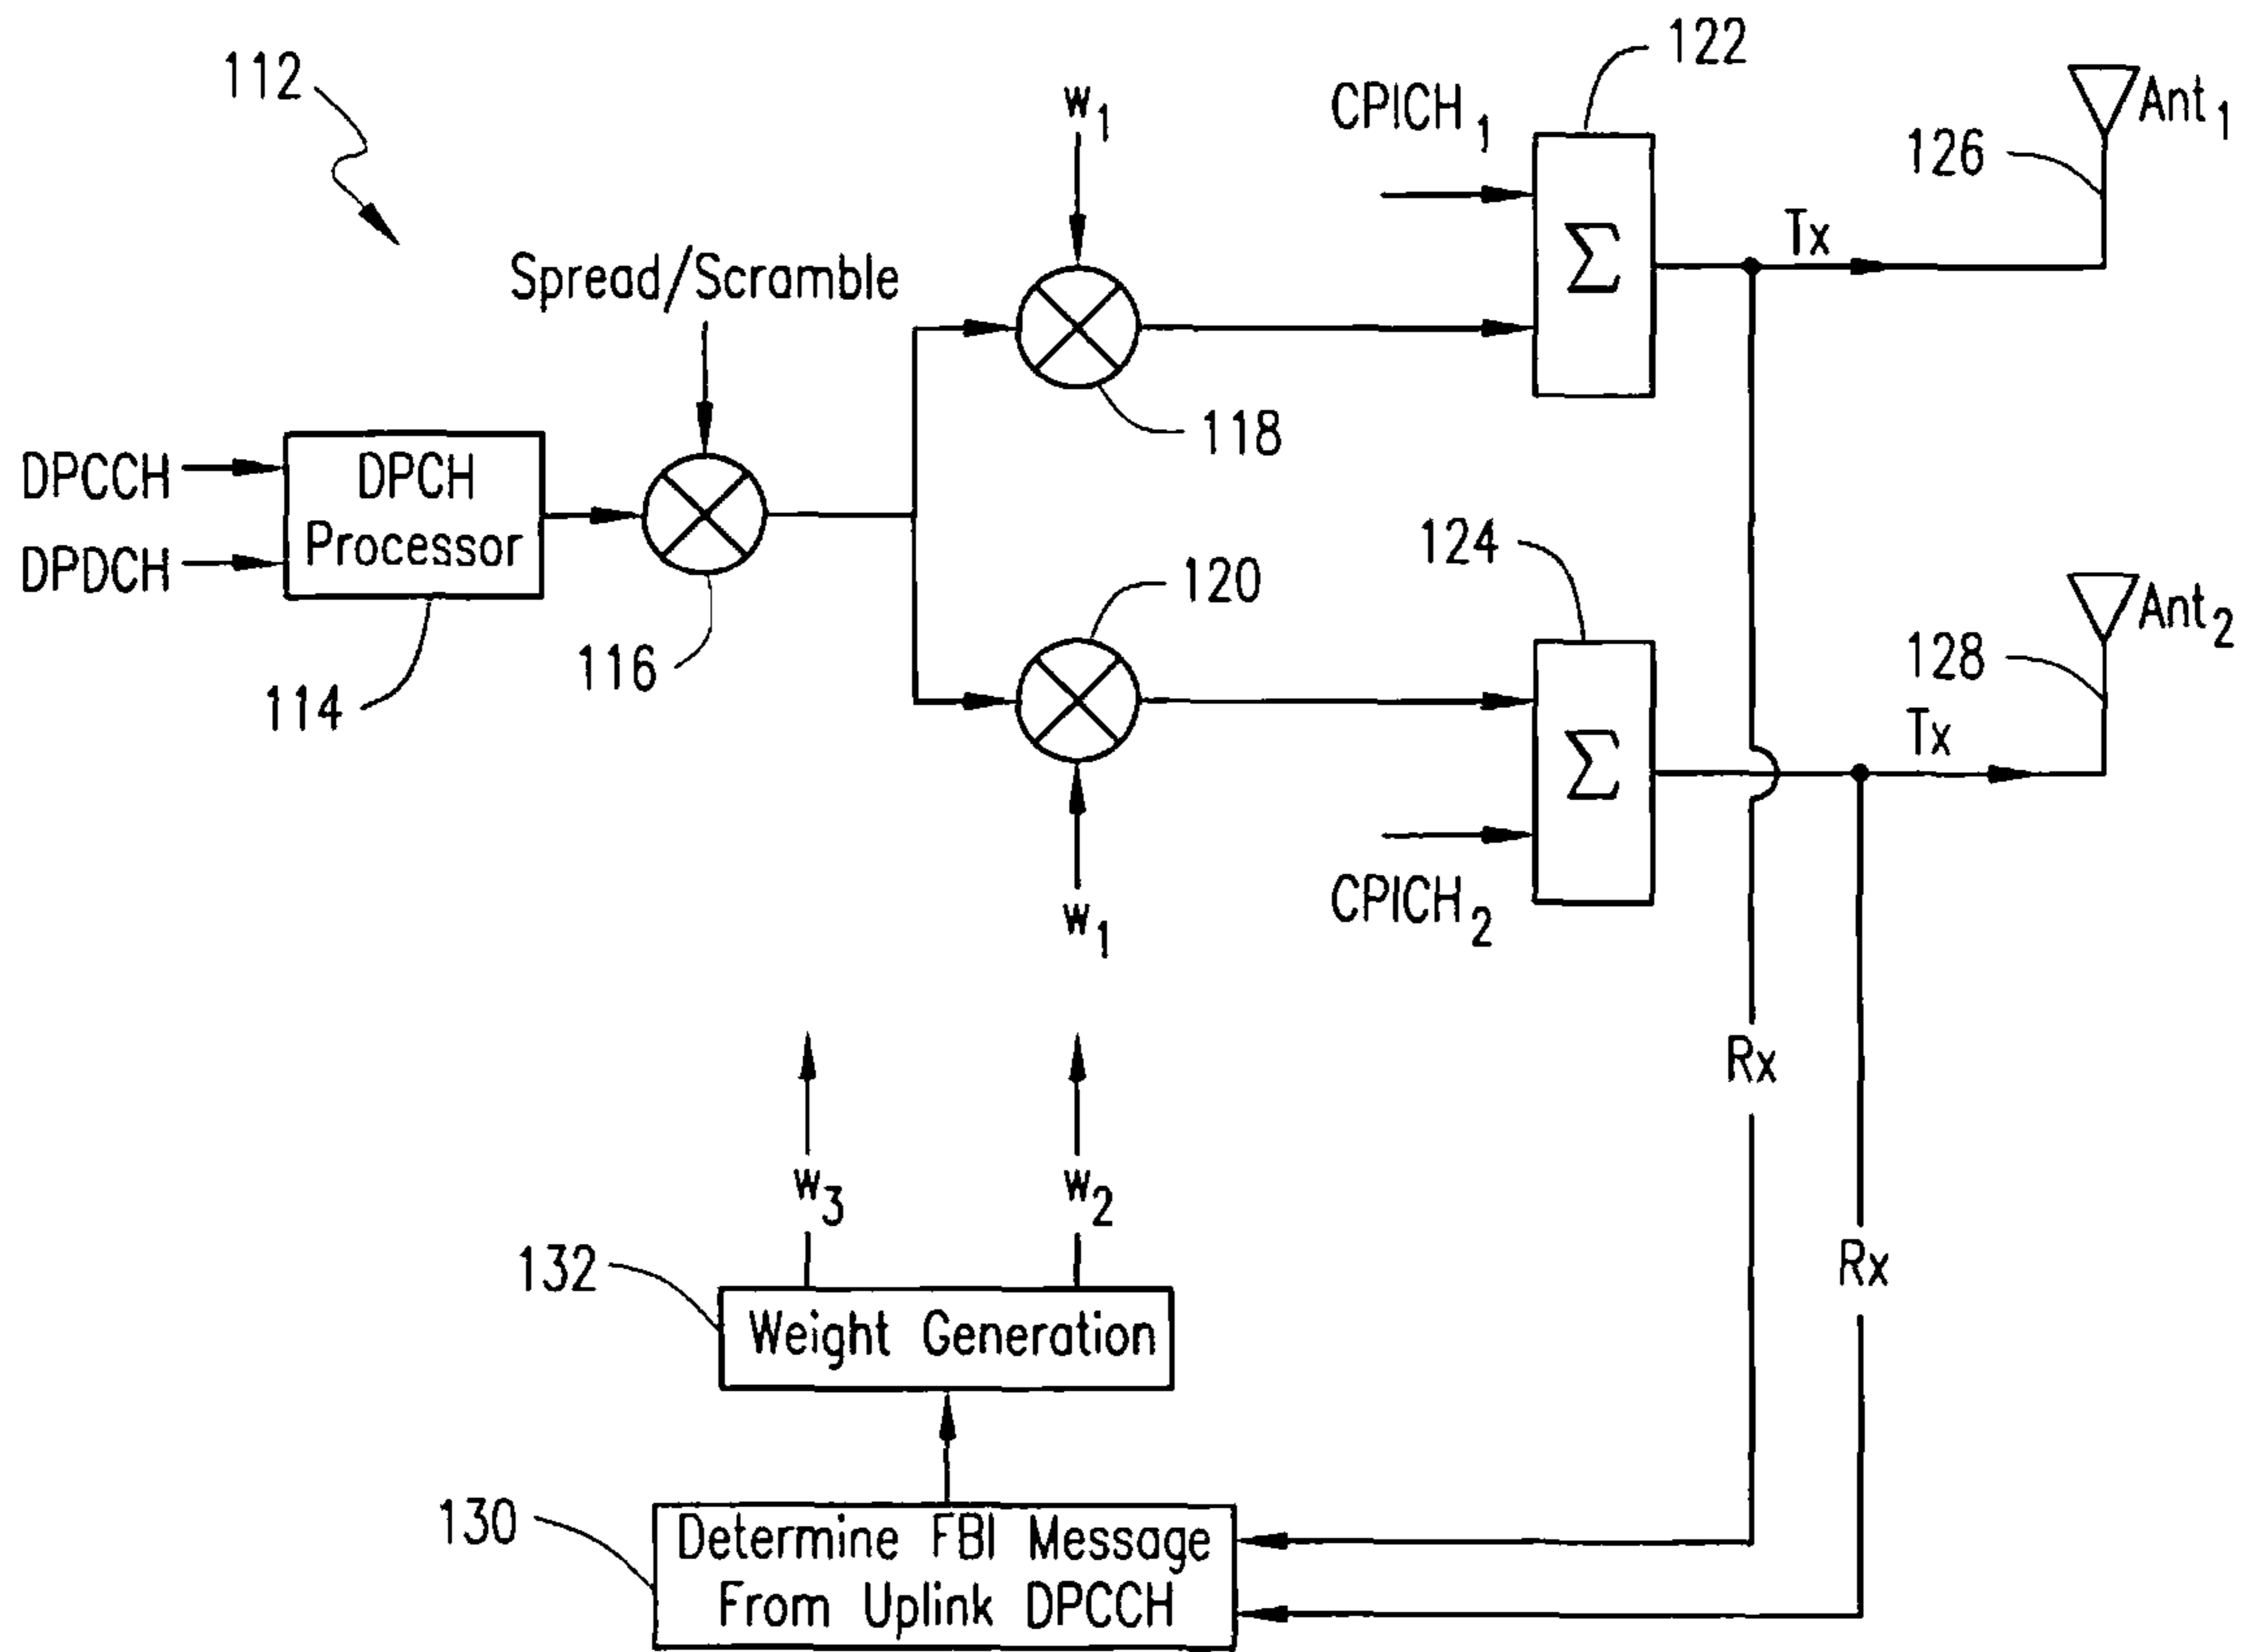 112
122
w1
CPICH1
Ant1
126
Tx
Σ
Spread/Scramble
118
DPCCH
DPCH
Processor
DPDCH
116
114
120
124
Ant2
128
Tx
Σ
CPICH2
w1
Rx
w3
w2
132
Weight Generation
Rx
130
Determine FBI Message
From Uplink DPCCH